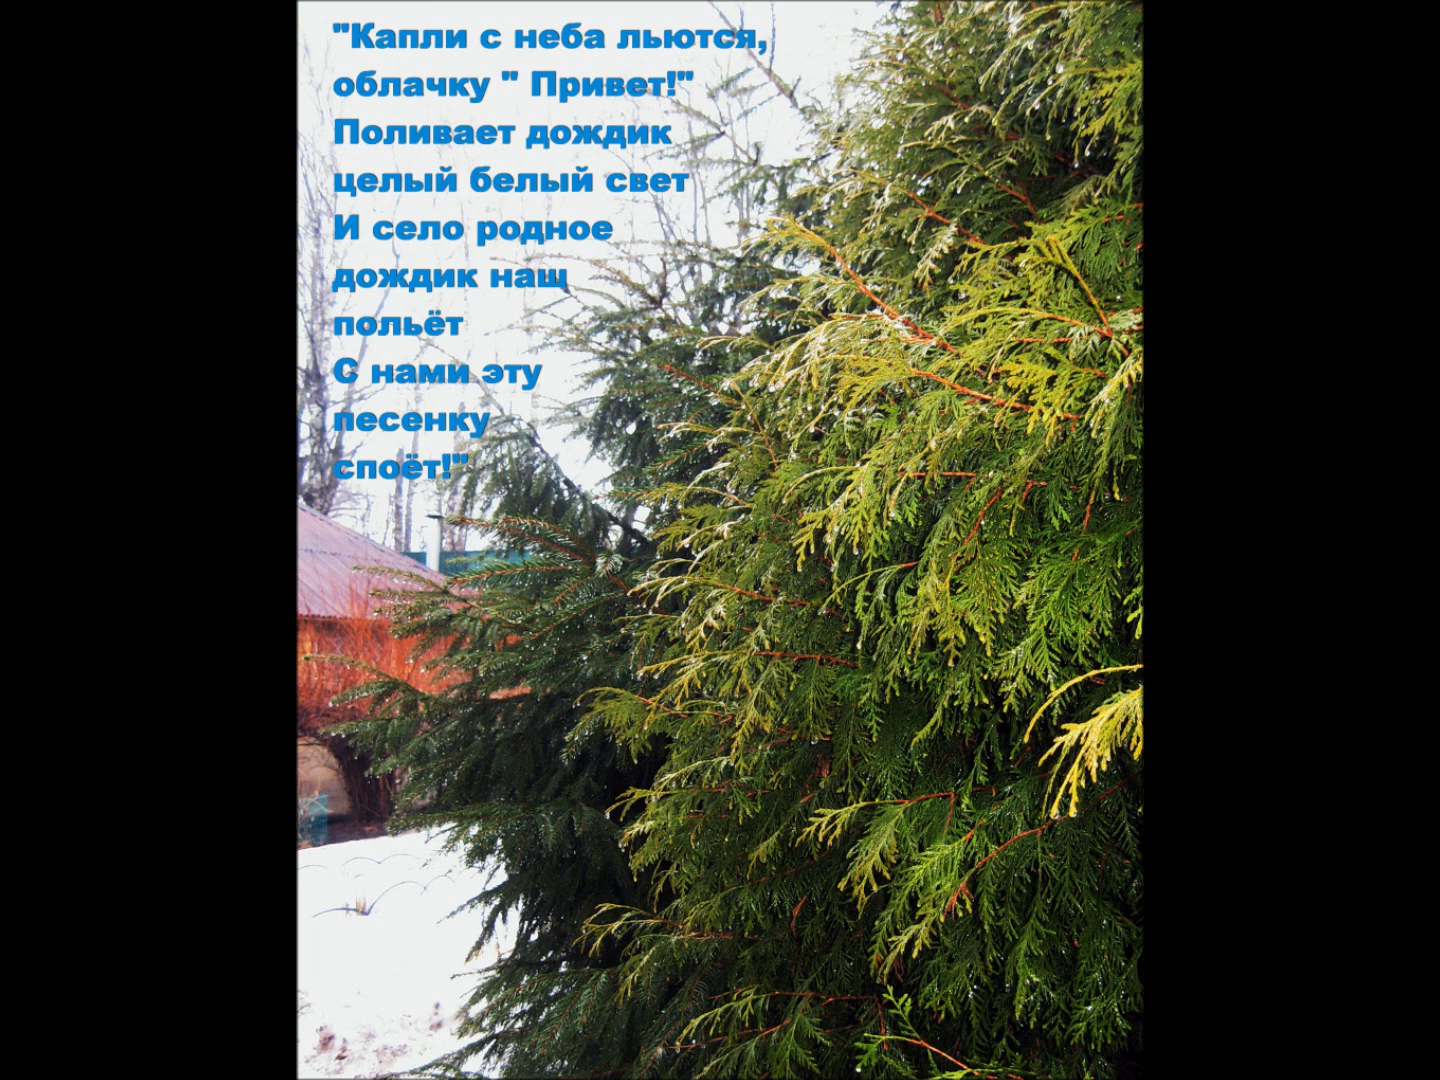 "Капли с неба льются,
облачку " Привет!"
Поливает дождик
целый белый свет
И село родное
дождик наш
польёт
С нами эту
песенку
споёт!"